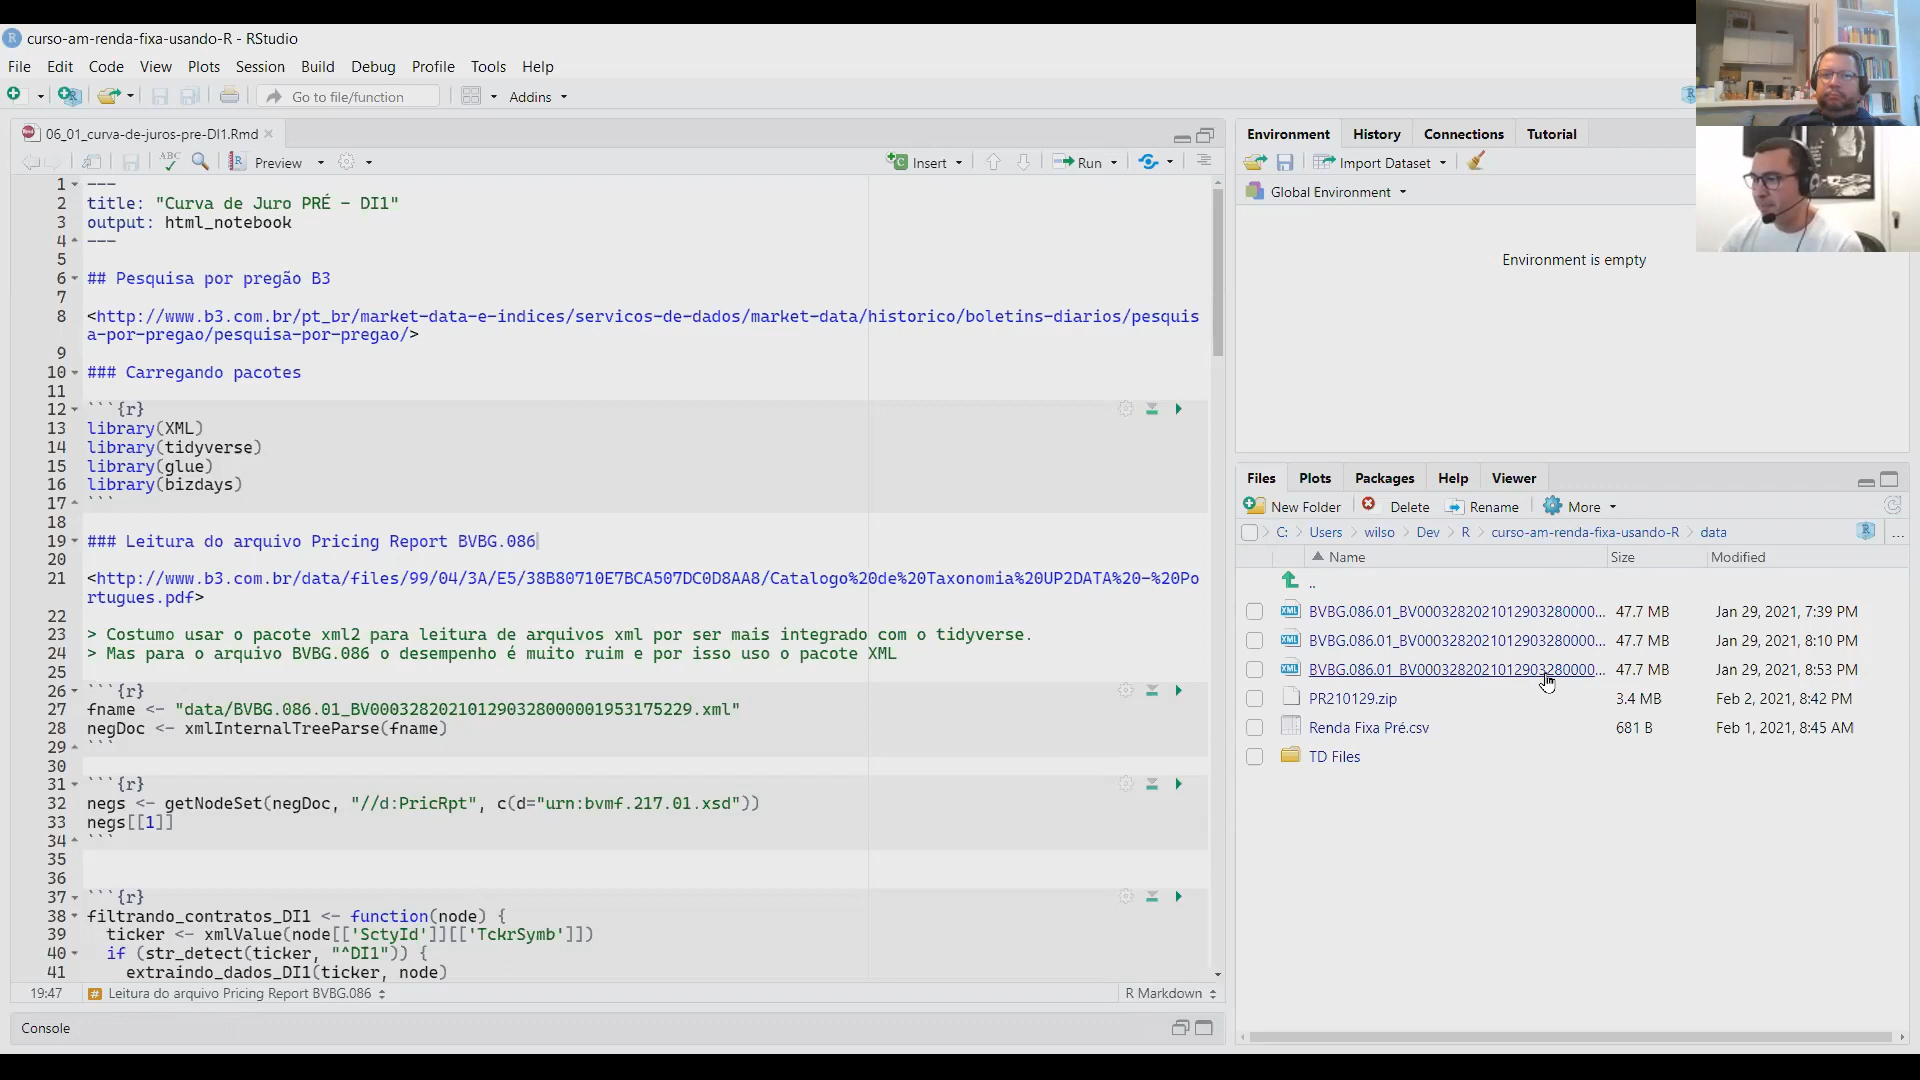 curso-am-renda-fixa-usando-R - RStudio
File Edit Code View Plots Session Build Debug Profile Tools Help
Go to file/function Addins
06_01_curva-de-juros-pre-DI1.Rmd
ABC Preview Insert Run
1 ---
2 title: "Curva de Juro PRÉ - DI1"
3 output: html_notebook
4 ---
5
6 ## Pesquisa por pregão B3
7
8 <http://www.b3.com.br/pt_br/market-data-e-indices/servicos-de-dados/market-data/historico/boletins-diarios/pesquis
a-por-pregao/pesquisa-por-pregao/>
9
10 ### Carregando pacotes
11
12 ```{r}
13 library(XML)
14 library(tidyverse)
15 library(glue)
16 library(bizdays)
17 ```
18
19 ### Leitura do arquivo Pricing Report BVBG.086
20
21 <http://www.b3.com.br/data/files/99/04/3A/E5/38B80710E7BCA507DC0D8AA8/Catalogo%20de%20Taxonomia%20UP2DATA%20-%20Po
rtugues.pdf>
22
23 > Costumo usar o pacote xml2 para leitura de arquivos xml por ser mais integrado com o tidyverse.
24 > Mas para o arquivo BVBG.086 o desempenho é muito ruim e por isso uso o pacote XML
25
26 ```{r}
27 fname <- "data/BVBG.086.01_BV000328202101290328000001953175229.xml"
28 negDoc <- xmlInternalTreeParse(fname)
29 ```
30
31 ```{r}
32 negs <- getNodeSet(negDoc, "//d:PricRpt", c(d="urn:bvmf.217.01.xsd"))
33 negs[[1]]
34 ```
35
36
37 ```{r}
38 filtrando_contratos_DI1 <- function(node) {
39 ticker <- xmlValue(node[['SctyId']][['TckrSymb']])
40 if (str_detect(ticker, "^DI1")) {
41 extraindo_dados_DI1(ticker, node)
19:47 Leitura do arquivo Pricing Report BVBG.086 R Markdown
Console
Environment History Connections Tutorial
Import Dataset
Global Environment
Environment is empty
Files Plots Packages Help Viewer
New Folder Delete Rename More
C: > Users > wilso > Dev > R > curso-am-renda-fixa-usando-R > data ...
Name Size Modified
..
BVBG.086.01_BV0003282021012903280000... 47.7 MB Jan 29, 2021, 7:39 PM
BVBG.086.01_BV0003282021012903280000... 47.7 MB Jan 29, 2021, 8:10 PM
BVBG.086.01_BV0003282021012903280000... 47.7 MB Jan 29, 2021, 8:53 PM
PR210129.zip 3.4 MB Feb 2, 2021, 8:42 PM
Renda Fixa Pré.csv 681 B Feb 1, 2021, 8:45 AM
TD Files